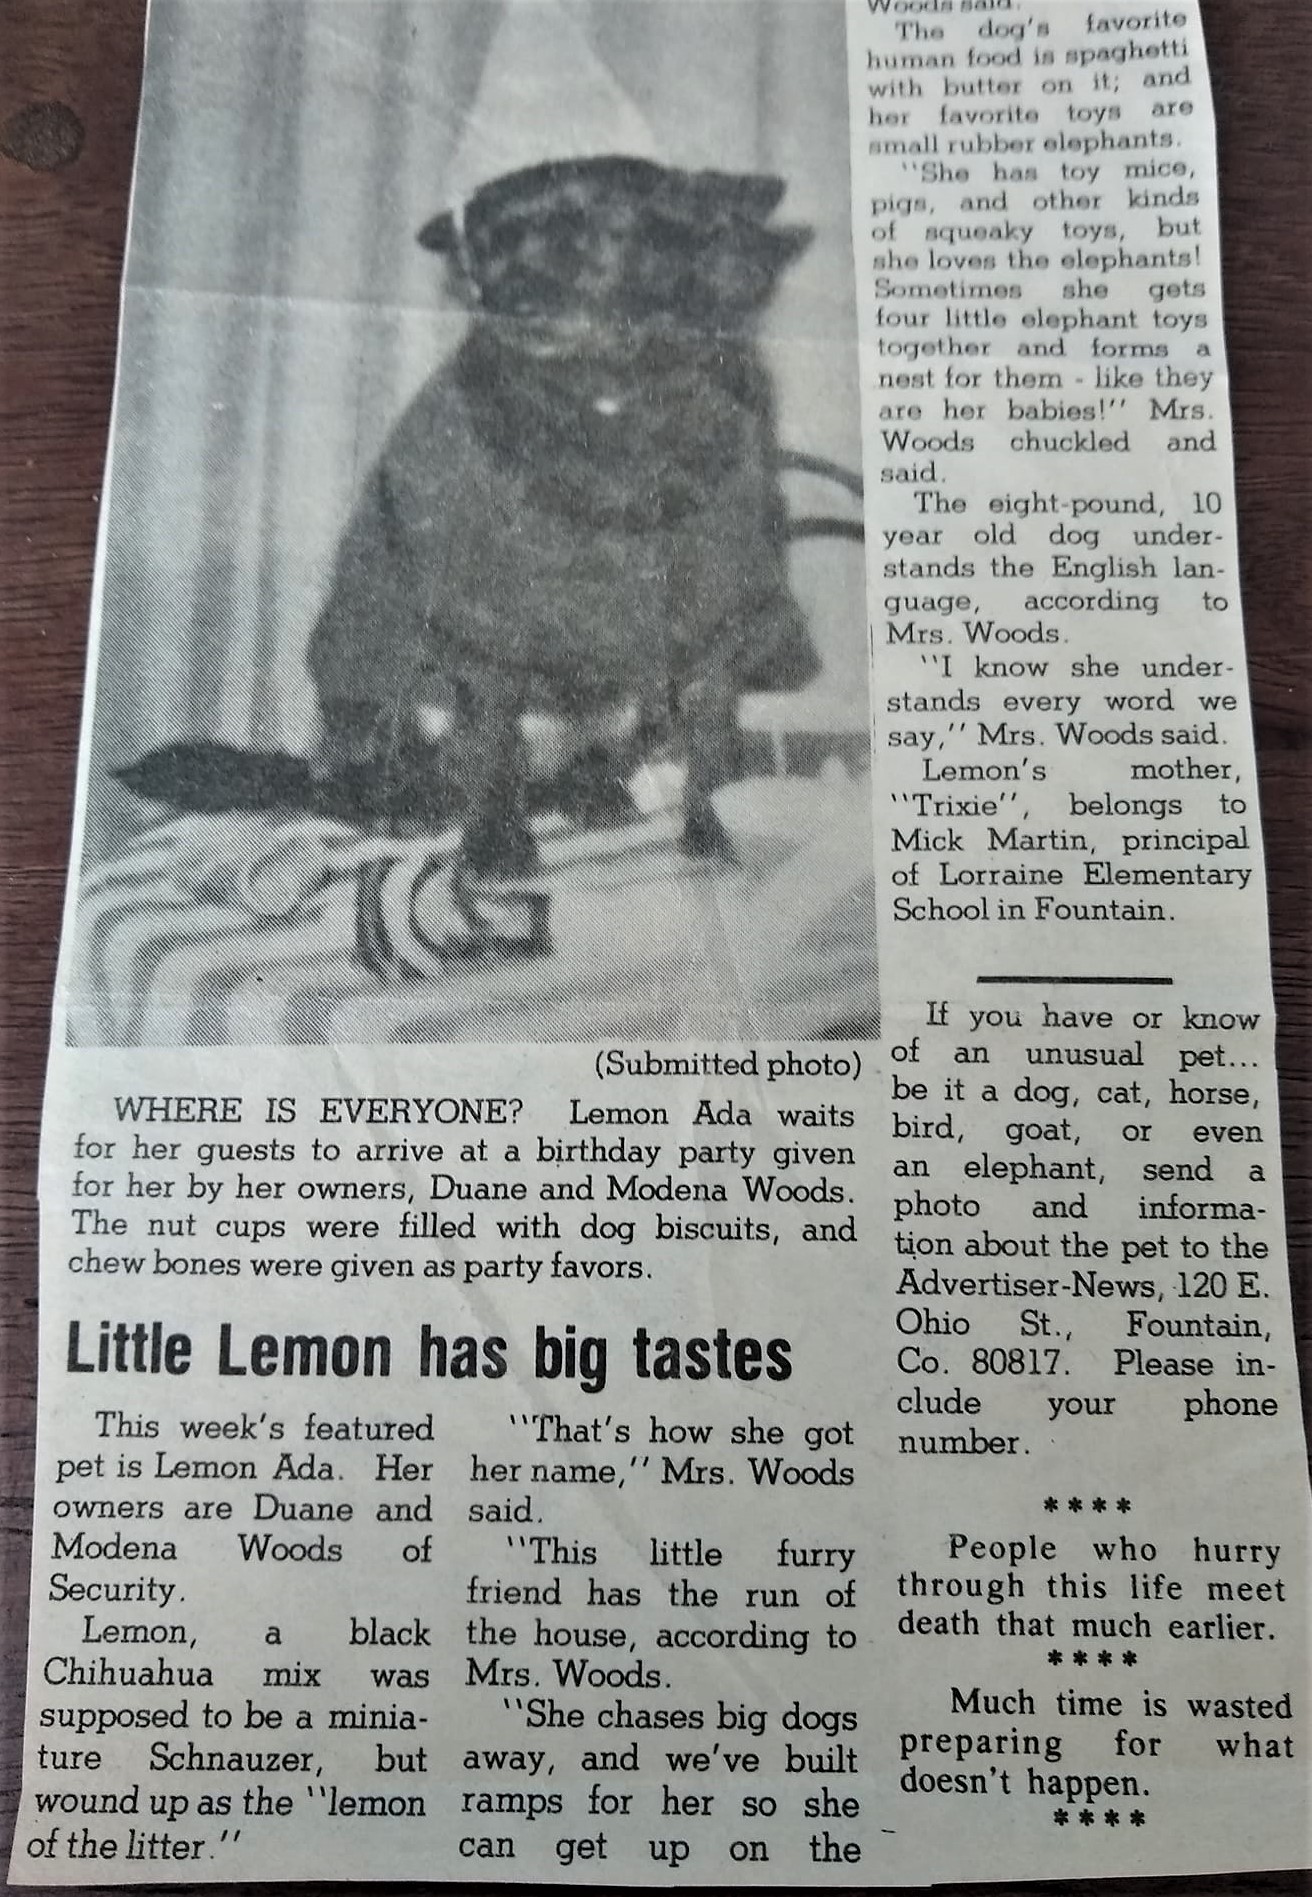 (Submitted photo)
WHERE IS EVERYONE? Lemon Ada waits
for her guests to arrive at a birthday party given
for her by her owners, Duane and Modena Woods.
The nut cups were filled with dog biscuits, and
chew bones were given as party favors.
Little Lemon has big tastes
This week's featured
pet is Lemon Ada. Her
owners are Duane and
Modena Woods of
Security.
Lemon, a black
Chihuahua mix was
supposed to be a minia-
ture Schnauzer, but
wound up as the "lemon
of the litter."
"That's how she got
her name," Mrs. Woods
said.
"This little furry
friend has the run of
the house, according to
Mrs. Woods.
"She chases big dogs
away, and we've built
ramps for her so she
can get up on the
Woods said.
The dog's favorite
human food is spaghetti
with butter on it; and
her favorite toys are
small rubber elephants.
"She has toy mice,
pigs, and other kinds
of squeaky toys, but
she loves the elephants!
Sometimes she gets
four little elephant toys
together and forms a
nest for them - like they
are her babies!" Mrs.
Woods chuckled and
said.
The eight-pound, 10
year old dog under-
stands the English lan-
guage, according to
Mrs. Woods.
"I know she under-
stands every word we
say," Mrs. Woods said.
Lemon's mother,
"Trixie", belongs to
Mick Martin, principal
of Lorraine Elementary
School in Fountain.
If you have or know
of an unusual pet...
be it a dog, cat, horse,
bird, goat, or even
an elephant, send a
photo and informa-
tion about the pet to the
Advertiser-News, 120 E.
Ohio St., Fountain,
Co. 80817. Please in-
clude your phone
number.
****
People who hurry
through this life meet
death that much earlier.
****
Much time is wasted
preparing for what
doesn't happen.
****